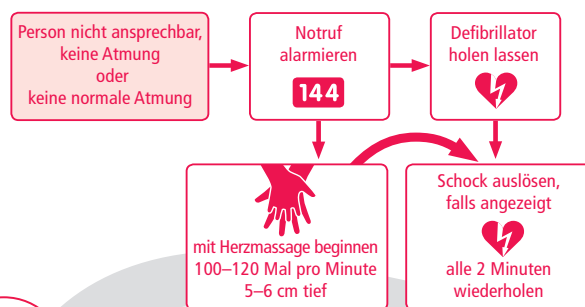 Person nicht ansprechbar,
keine Atmung
oder
keine normale Atmung
Notruf
alarmieren
144
Defibrillator
holen lassen
mit Herzmassage beginnen
100–120 Mal pro Minute
5–6 cm tief
Schock auslösen,
falls angezeigt
alle 2 Minuten
wiederholen